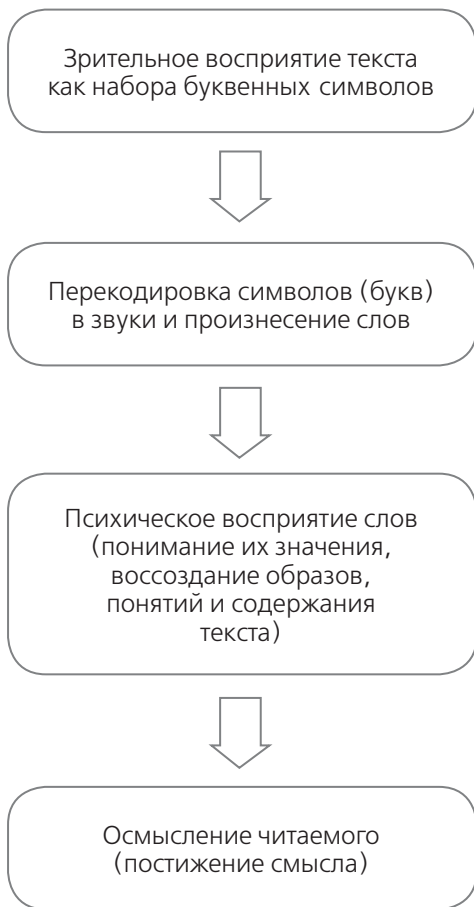 Зрительное восприятие текста
как набора буквенных символов
Перекодировка символов (букв)
в звуки и произнесение слов
Психическое восприятие слов
(понимание их значения,
воссоздание образов,
понятий и содержания
текста)
Осмысление читаемого
(постижение смысла)